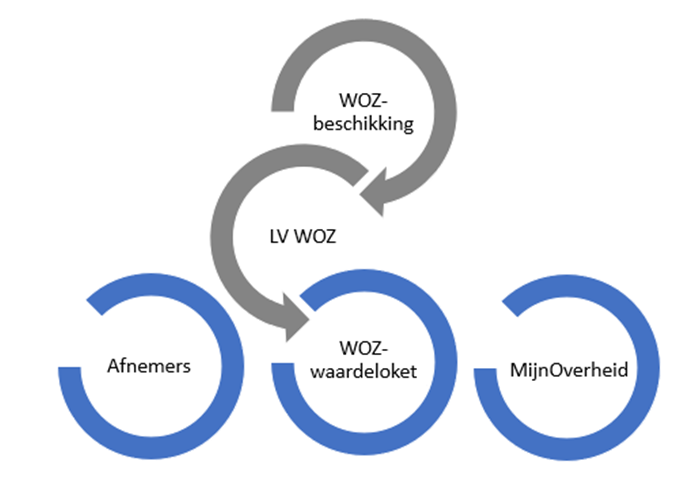 WOZ-
beschikking
LV WOZ
Afnemers
WOZ-
waardeloket
MijnOverheid